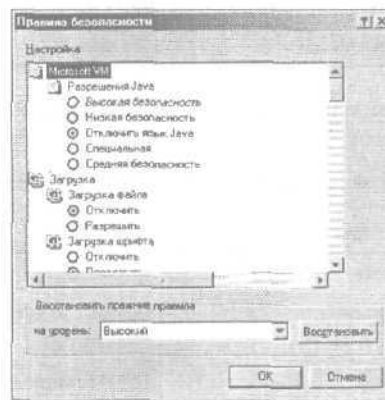 Правила безопасности
Настройка
Microsoft VM
Разрешения Java
Высокая безопасность
Низкая безопасность
Отключить язык Java
Специальная
Средняя безопасность
Загрузка
Загрузка файла
Отключить
Разрешить
Загрузка шрифта
Отключить
Восстановить прежние правила
на уровень: Высокий Восстановить
OK Отмена